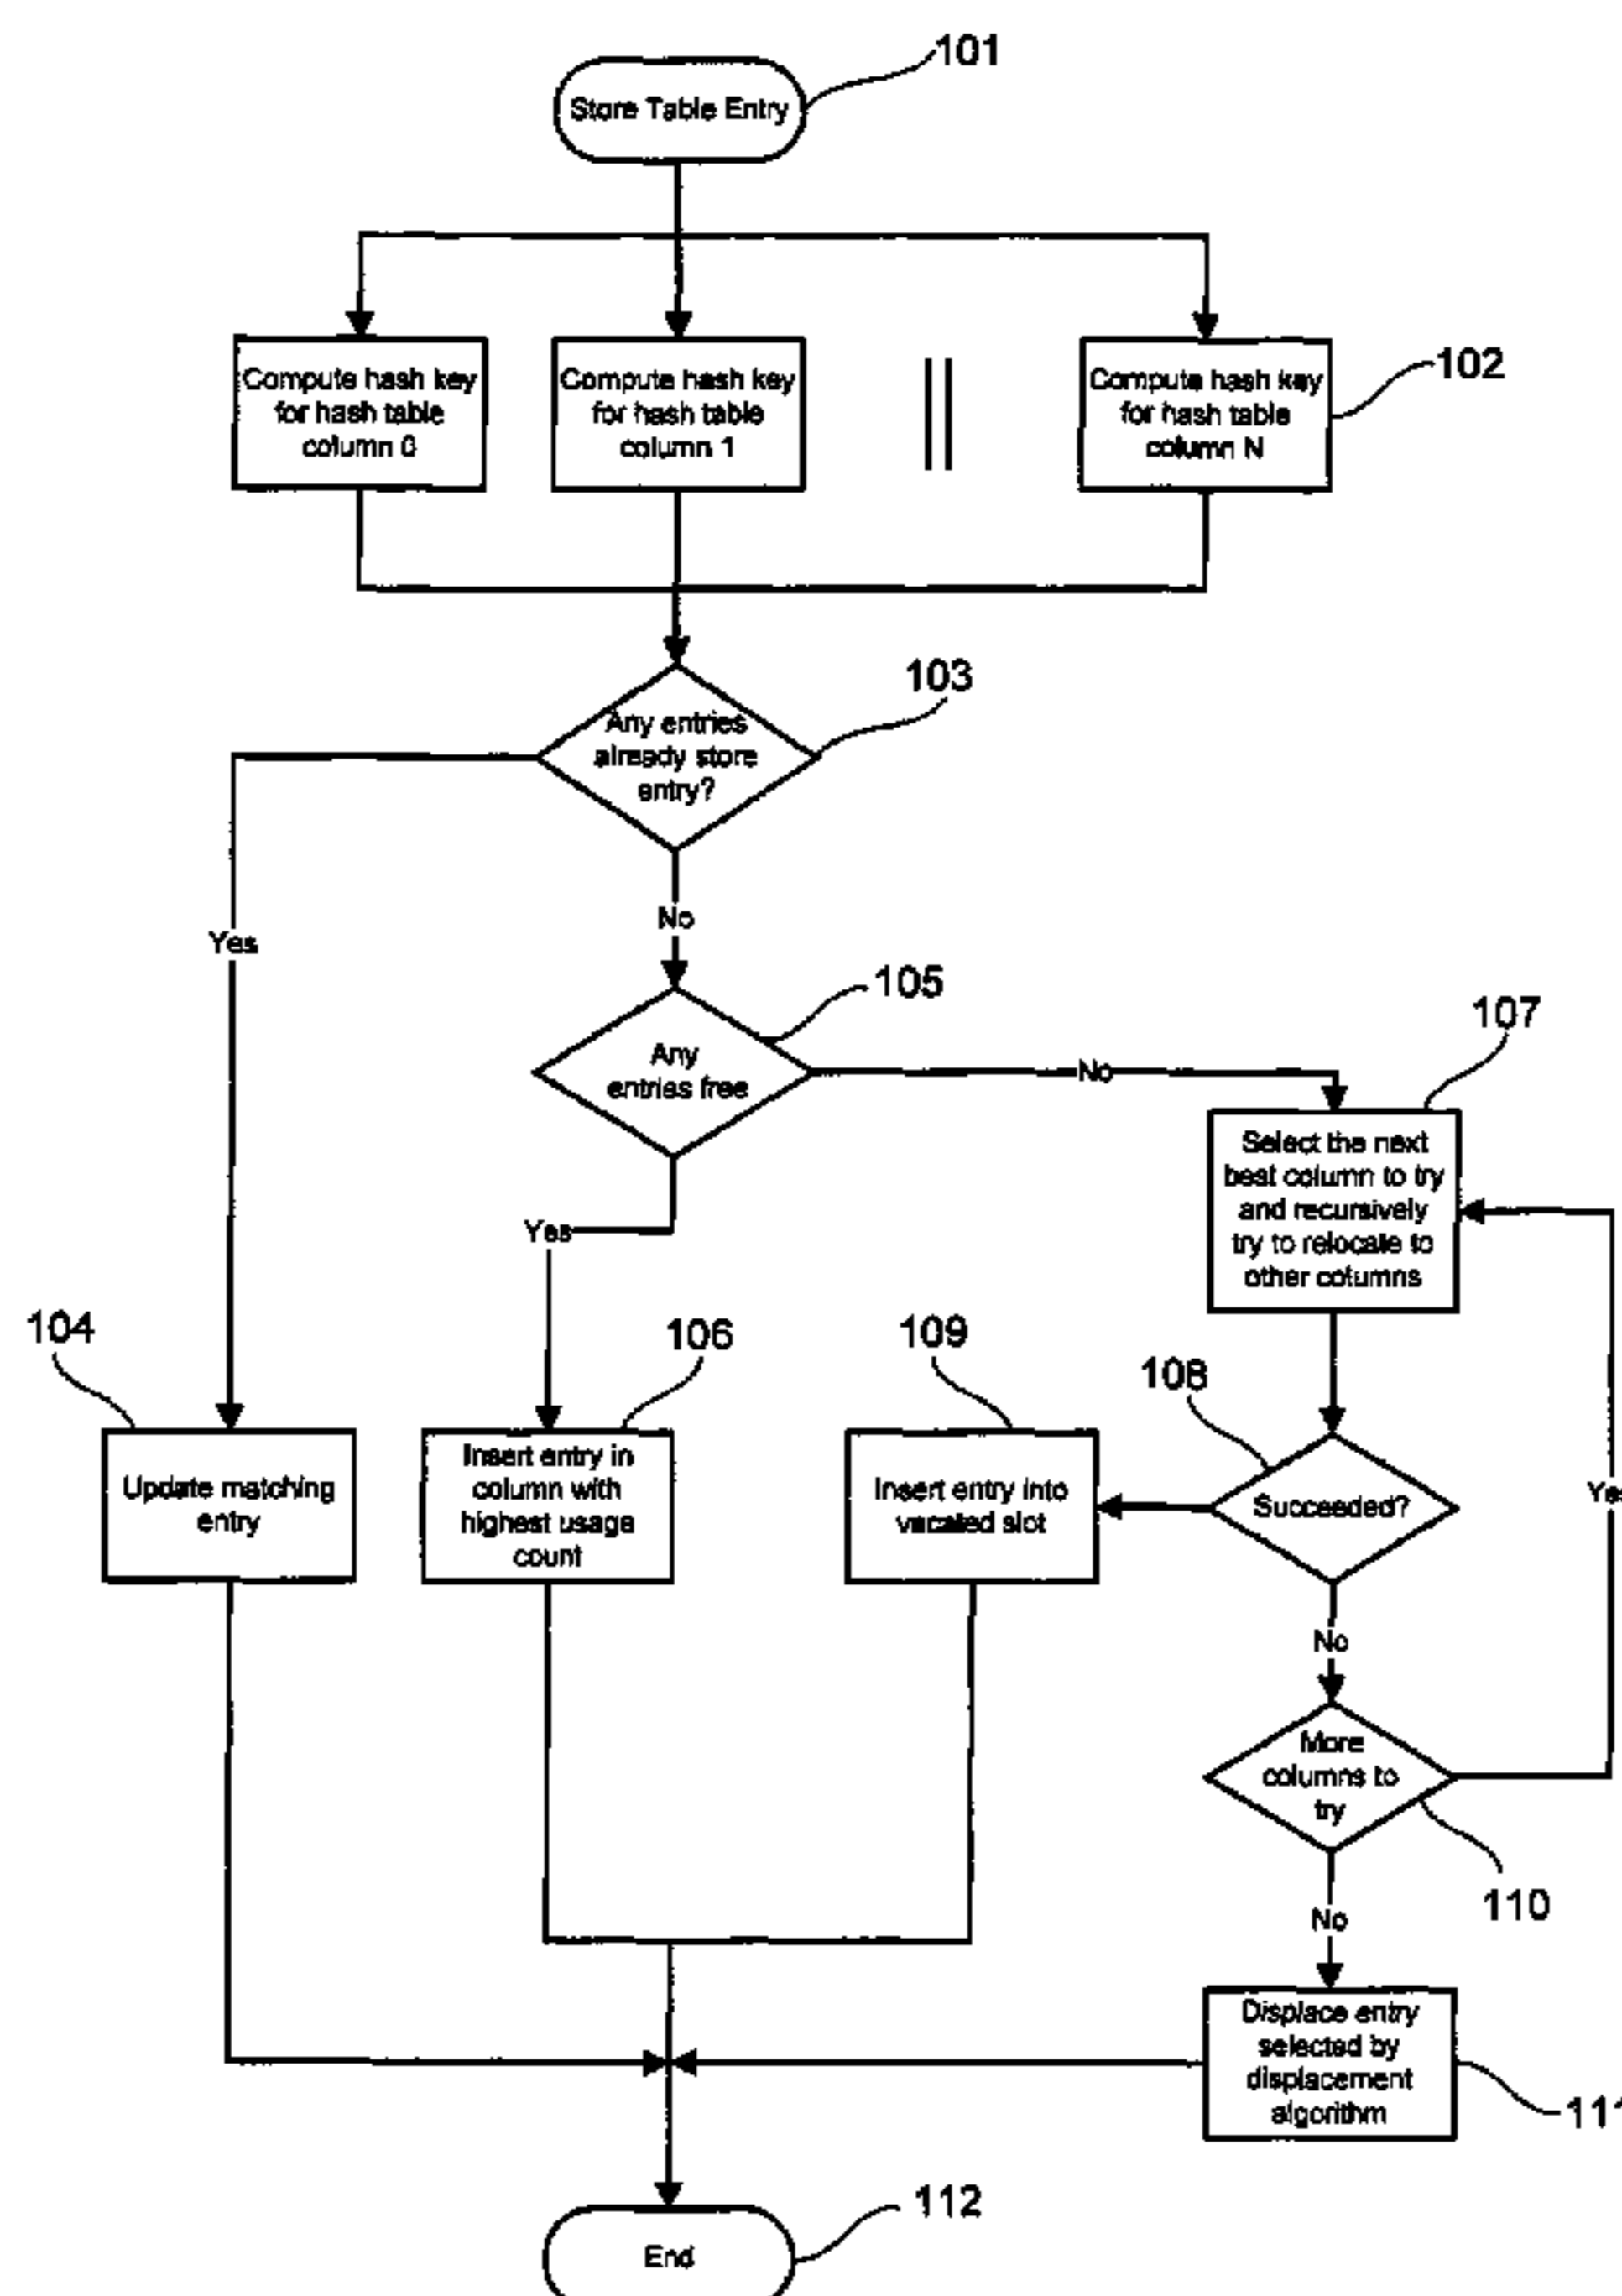 101
Store Table Entry
Compute hash key
for hash table
column 0
Compute hash key
for hash table
column 1
Compute hash key
for hash table
column N
102
103
Any entries
already store
entry?
Yes
No
105
Any
entries free
No
107
Select the next
best column to try
and recursively
try to relocate to
other columns
Yes
104
Update matching
entry
106
Insert entry in
column with
highest usage
count
109
Insert entry into
vacated slot
108
Succeeded?
Yes
No
More
columns to
try
110
No
Displace entry
selected by
displacement
algorithm
111
112
End